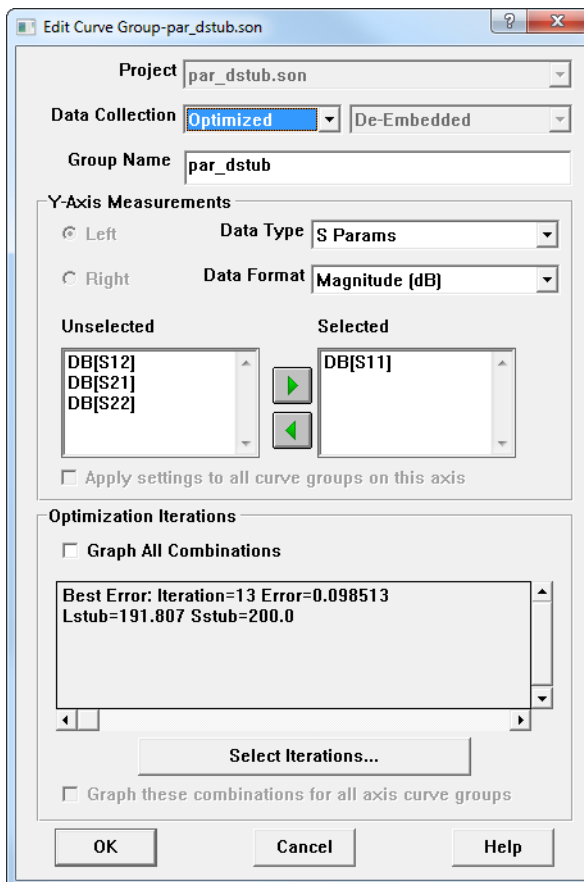 Edit Curve Group-par_dstub.son
Project par_dstub.son
Data Collection Optimized De-Embedded
Group Name par_dstub
Y-Axis Measurements
Left Data Type S Params
Right Data Format Magnitude (dB)
Unselected Selected
DB[S12] DB[S11]
DB[S21]
DB[S22]
Apply settings to all curve groups on this axis
Optimization Iterations
Graph All Combinations
Best Error: Iteration=13 Error=0.098513
Lstub=191.807 Sstub=200.0
Select Iterations...
Graph these combinations for all axis curve groups
OK Cancel Help